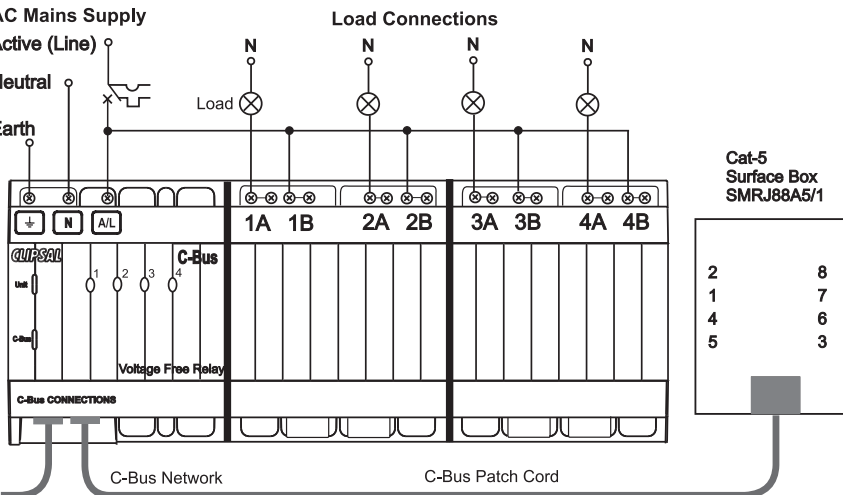 AC Mains Supply
Active (Line)
Neutral
Earth
Load Connections
N N N N
Load
Cat-5
Surface Box
SMRJ88A5/1
N A/L
1A 1B 2A 2B 3A 3B 4A 4B
CLIPSAL C-Bus
Unit
1 2 3 4
C-Bus
Voltage Free Relay
C-Bus CONNECTIONS
2 8
1 7
4 6
5 3
C-Bus Network
C-Bus Patch Cord